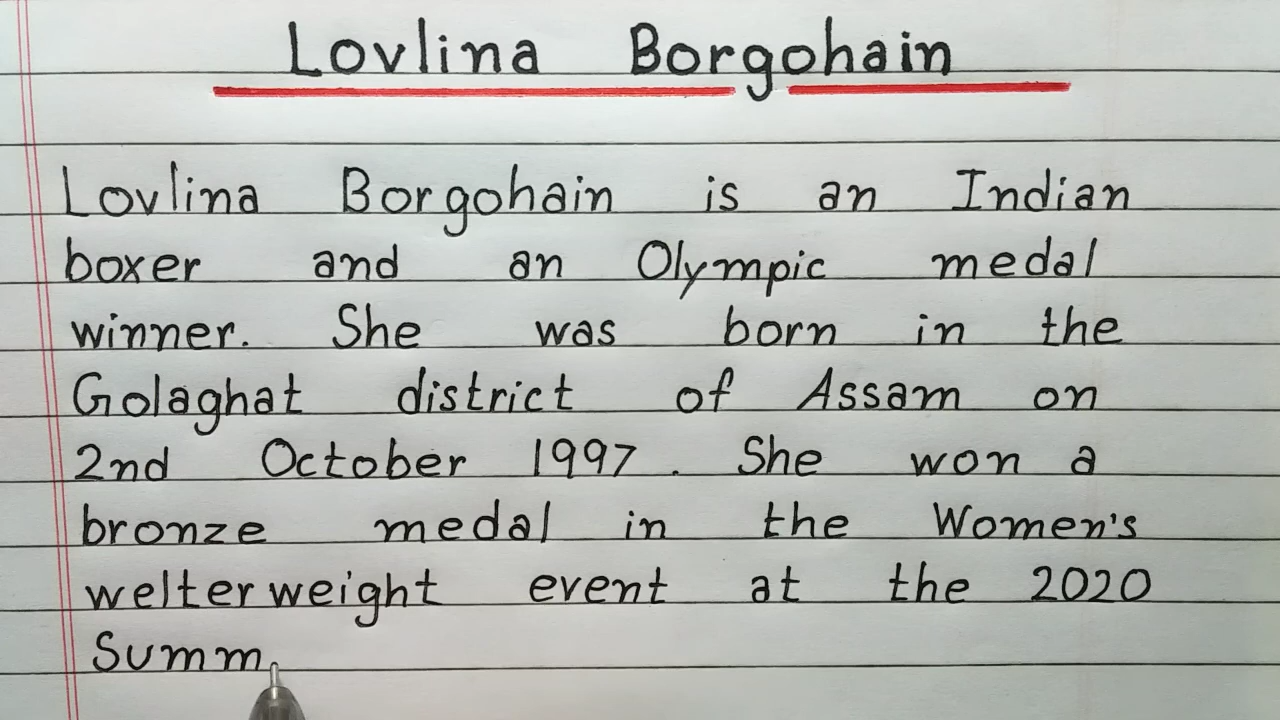 Lovlina Borgohain
Lovlina Borgohain is an Indian
boxer and an Olympic medal
winner. She was born in the
Golaghat district of Assam on
2nd October 1997. She won a
bronze medal in the Women's
welterweight event at the 2020
Summ